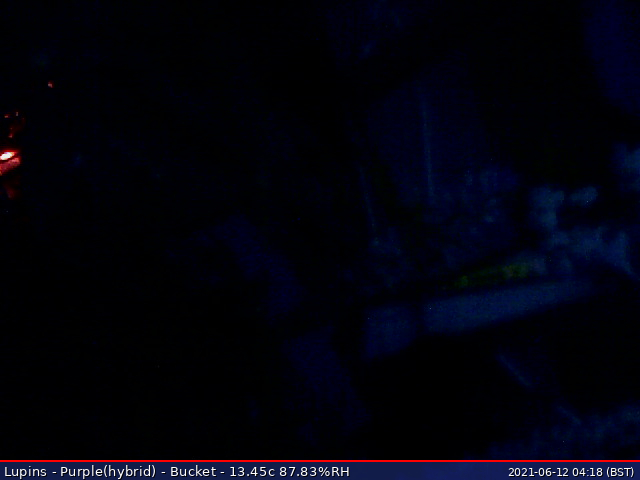 Lupins - Purple(hybrid) - Bucket - 13.45c 87.83%RH
2021-06-12 04:18 (BST)